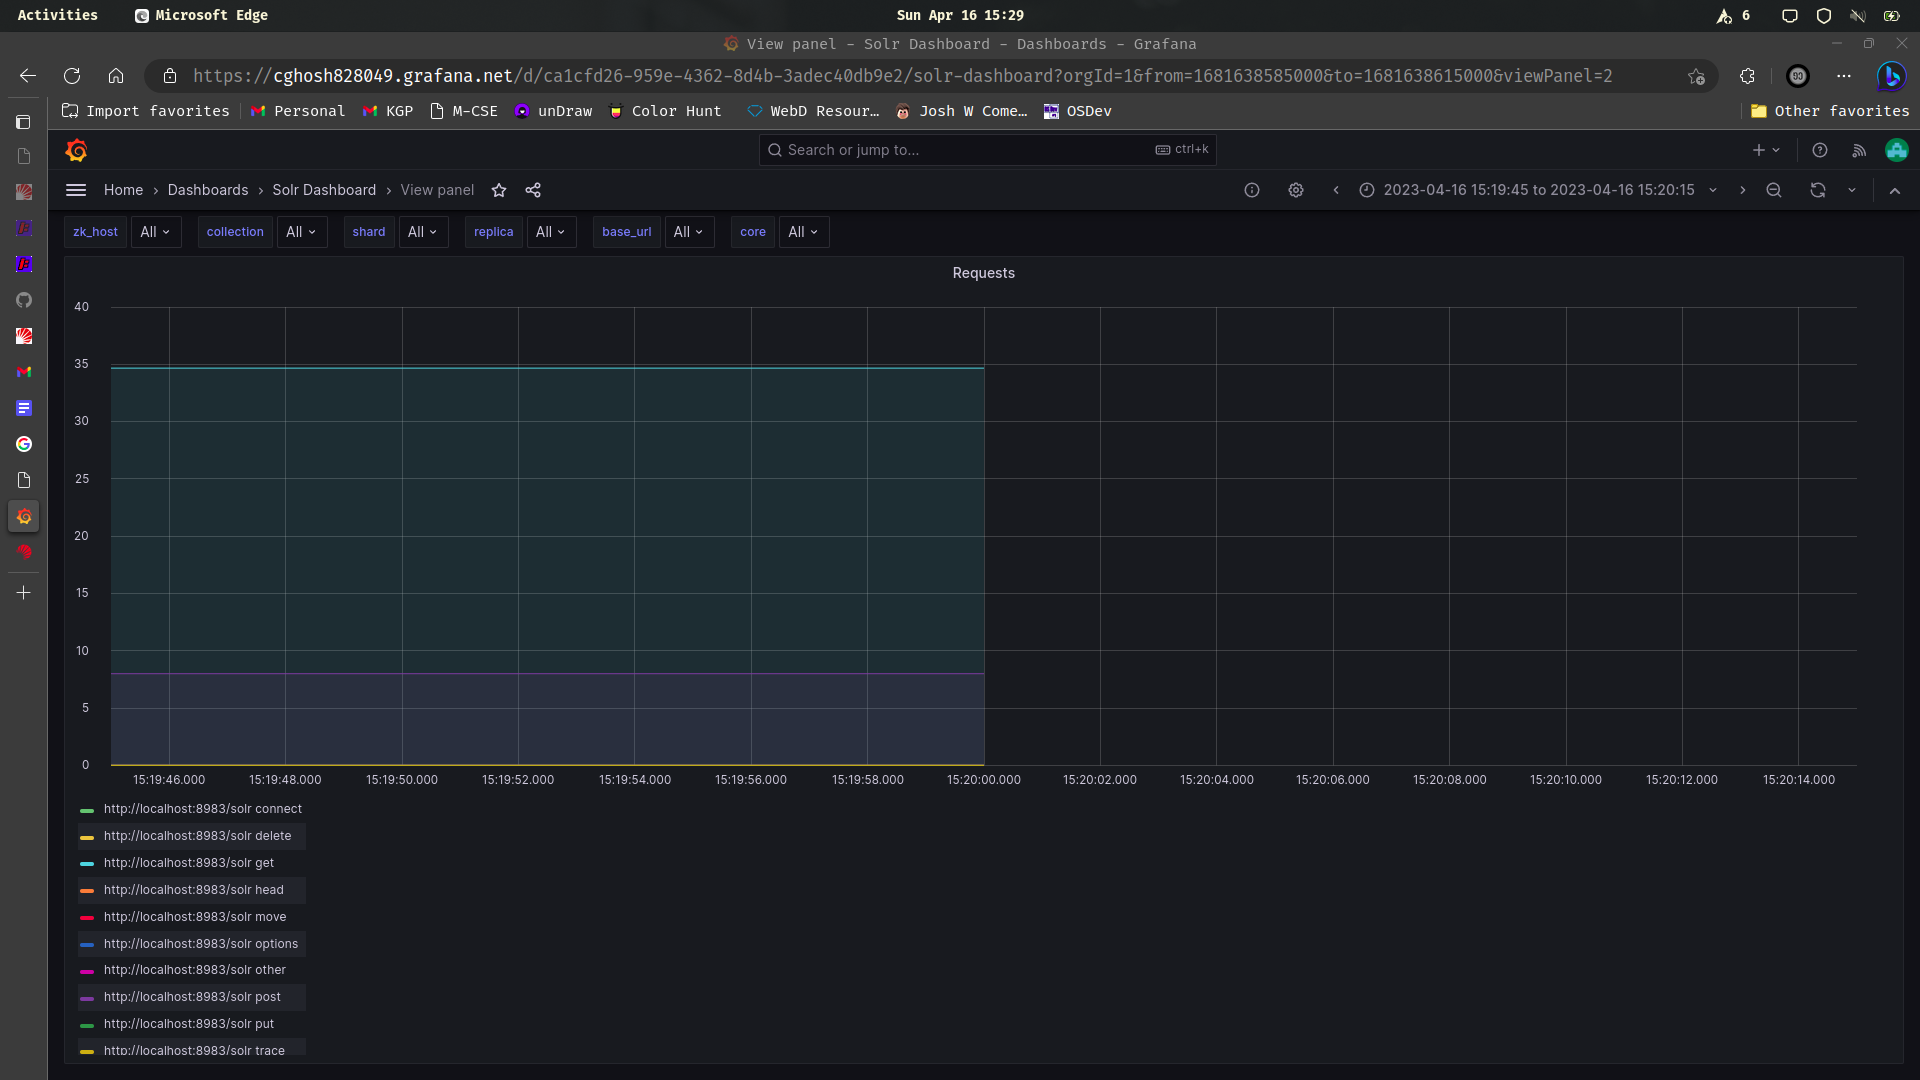 Activities Microsoft Edge Sun Apr 16 15:29 6
View panel - Solr Dashboard - Dashboards - Grafana
https://cghosh828049.grafana.net/d/ca1cfd26-959e-4362-8d4b-3adec40db9e2/solr-dashboard?orgId=1&from=1681638585000&to=1681638615000&viewPanel=2
Import favorites Personal KGP M-CSE unDraw Color Hunt WebD Resour… Josh W Come… OSDev Other favorites
Search or jump to... ctrl+k
Home › Dashboards › Solr Dashboard › View panel 2023-04-16 15:19:45 to 2023-04-16 15:20:15
zk_host All collection All shard All replica All base_url All core All
Requests
40
35
30
25
20
15
10
5
0
15:19:46.000 15:19:48.000 15:19:50.000 15:19:52.000 15:19:54.000 15:19:56.000 15:19:58.000 15:20:00.000 15:20:02.000 15:20:04.000 15:20:06.000 15:20:08.000 15:20:10.000 15:20:12.000 15:20:14.000
http://localhost:8983/solr connect
http://localhost:8983/solr delete
http://localhost:8983/solr get
http://localhost:8983/solr head
http://localhost:8983/solr move
http://localhost:8983/solr options
http://localhost:8983/solr other
http://localhost:8983/solr post
http://localhost:8983/solr put
http://localhost:8983/solr trace